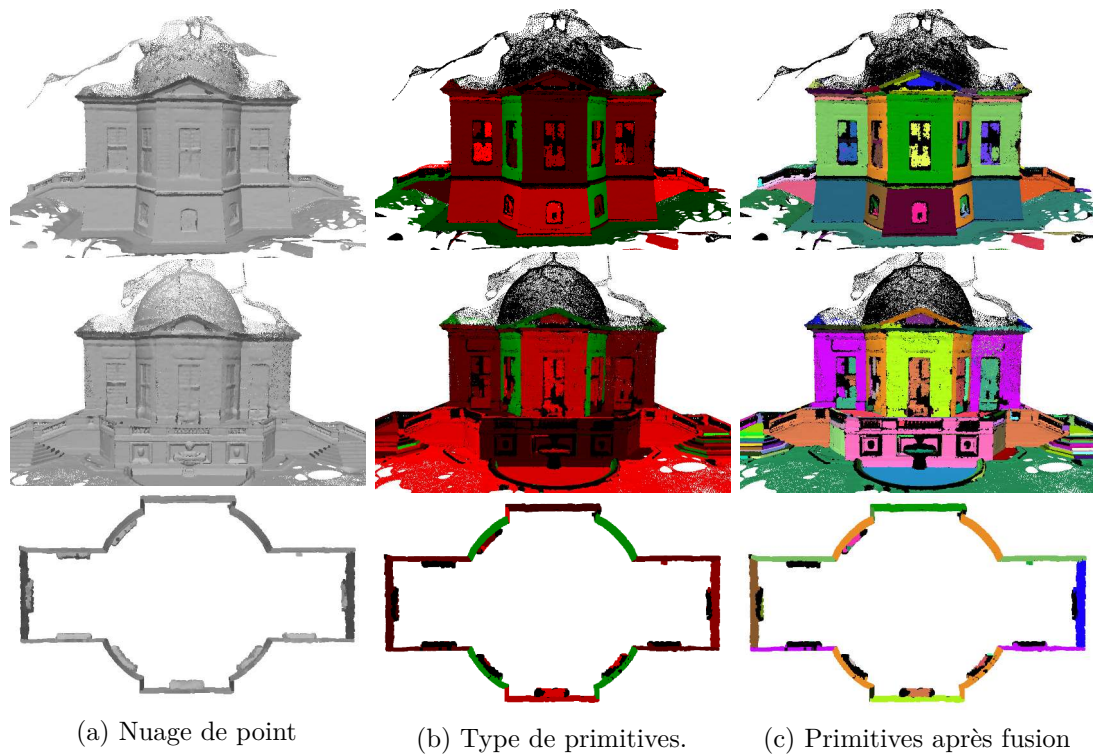 (a) Nuage de point
(b) Type de primitives.
(c) Primitives après fusion